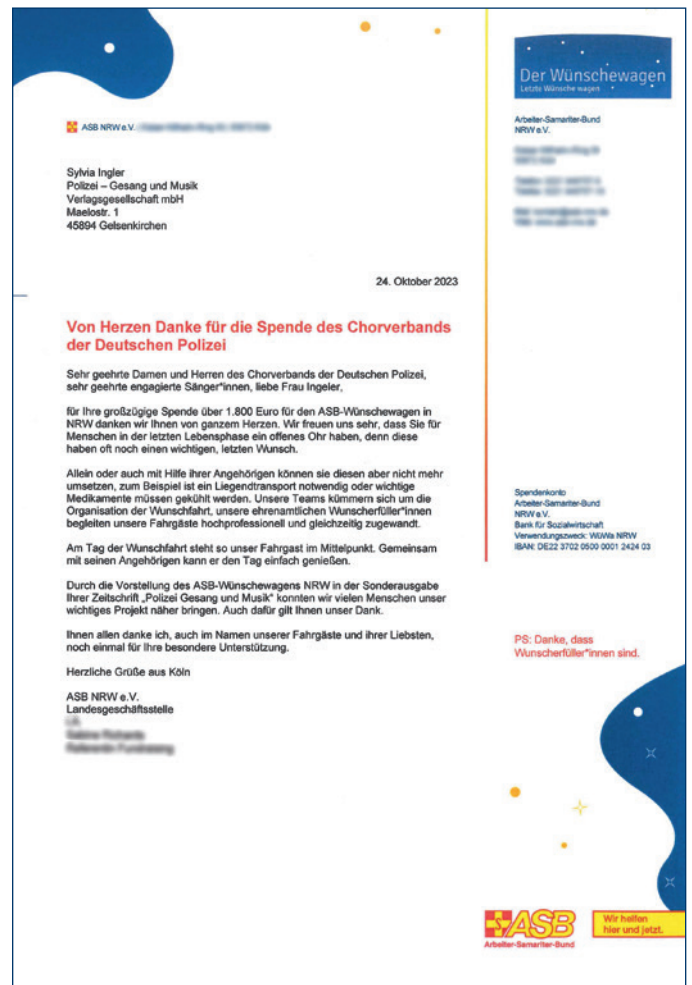 Der Wünschewagen
Letzte Wünsche wagen
ASB NRW e.V.
Arbeiter-Samariter-Bund
NRW e.V.
Sylvia Ingler
Polizei – Gesang und Musik
Verlagsgesellschaft mbH
Maelostr. 1
45894 Gelsenkirchen
24. Oktober 2023
Von Herzen Danke für die Spende des Chorverbands
der Deutschen Polizei
Sehr geehrte Damen und Herren des Chorverbands der Deutschen Polizei,
sehr geehrte engagierte Sänger*innen, liebe Frau Ingeler,
für Ihre großzügige Spende über 1.800 Euro für den ASB-Wünschewagen in
NRW danken wir Ihnen von ganzem Herzen. Wir freuen uns sehr, dass Sie für
Menschen in der letzten Lebensphase ein offenes Ohr haben, denn diese
haben oft noch einen wichtigen, letzten Wunsch.
Allein oder auch mit Hilfe ihrer Angehörigen können sie diesen aber nicht mehr
umsetzen, zum Beispiel ist ein Liegendtransport notwendig oder wichtige
Medikamente müssen gekühlt werden. Unsere Teams kümmern sich um die
Organisation der Wunschfahrt, unsere ehrenamtlichen Wunscherfüller*innen
begleiten unsere Fahrgäste hochprofessionell und gleichzeitig zugewandt.
Am Tag der Wunschfahrt steht so unser Fahrgast im Mittelpunkt. Gemeinsam
mit seinen Angehörigen kann er den Tag einfach genießen.
Durch die Vorstellung des ASB-Wünschewagens NRW in der Sonderausgabe
Ihrer Zeitschrift „Polizei Gesang und Musik“ konnten wir vielen Menschen unser
wichtiges Projekt näher bringen. Auch dafür gilt Ihnen unser Dank.
Ihnen allen danke ich, auch im Namen unserer Fahrgäste und ihrer Liebsten,
noch einmal für Ihre besondere Unterstützung.
Herzliche Grüße aus Köln
ASB NRW e.V.
Landesgeschäftsstelle
Spendenkonto
Arbeiter-Samariter-Bund
NRW e.V.
Bank für Sozialwirtschaft
Verwendungszweck: WüWa NRW
IBAN: DE22 3702 0500 0001 2424 03
PS: Danke, dass
Wunscherfüller*innen sind.
ASB
Arbeiter-Samariter-Bund
Wir helfen
hier und jetzt.